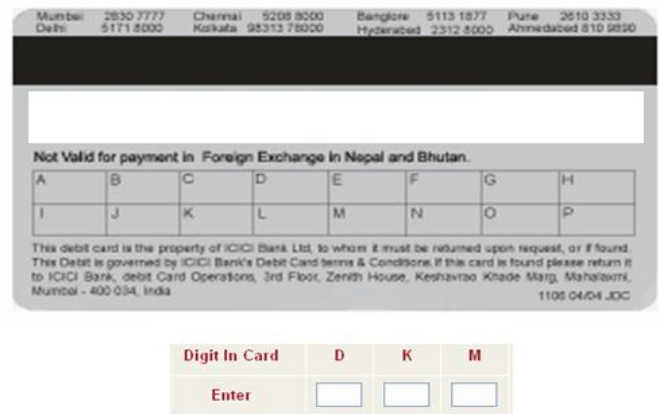 Mumbai 2830 7777 Chennai 5208 8000 Banglore 5113 1877 Pune 2610 3333
Delhi 5171 8000 Kolkata 98313 78000 Hyderabed 2312 8000 Ahmedabed 810 9890
Not Valid for payment in Foreign Exchange in Nepal and Bhutan.
A B C D E F G H
I J K L M N O P
This debit card is the property of ICICI Bank Ltd, to whom it must be returned upon request, or if found.
This Debit is governed by ICICI Bank's Debit Card terms & Conditions. If this card is found please return it
to ICICI Bank, debit Card Operations, 3rd Floor, Zenith House, Keshavrao Khade Marg, Mahalaxmi,
Mumbai - 400 034, India
1108 04/04 JDC
Digit In Card D K M
Enter